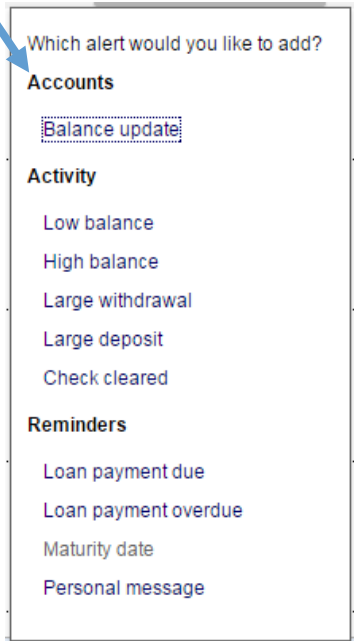 Which alert would you like to add?
Accounts
Balance update
Activity
Low balance
High balance
Large withdrawal
Large deposit
Check cleared
Reminders
Loan payment due
Loan payment overdue
Maturity date
Personal message